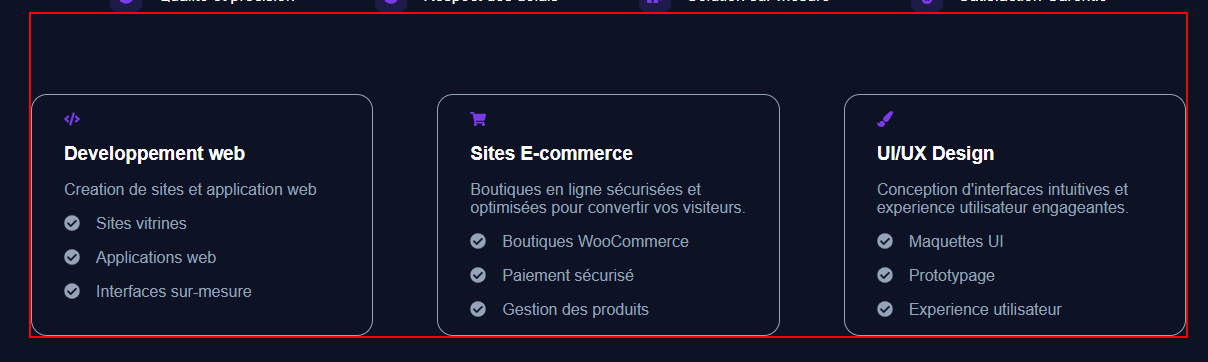 Developpement web
Creation de sites et application web
Sites vitrines
Applications web
Interfaces sur-mesure
Sites E-commerce
Boutiques en ligne sécurisées et
optimisées pour convertir vos visiteurs.
Boutiques WooCommerce
Paiement sécurisé
Gestion des produits
UI/UX Design
Conception d'interfaces intuitives et
experience utilisateur engageantes.
Maquettes UI
Prototypage
Experience utilisateur